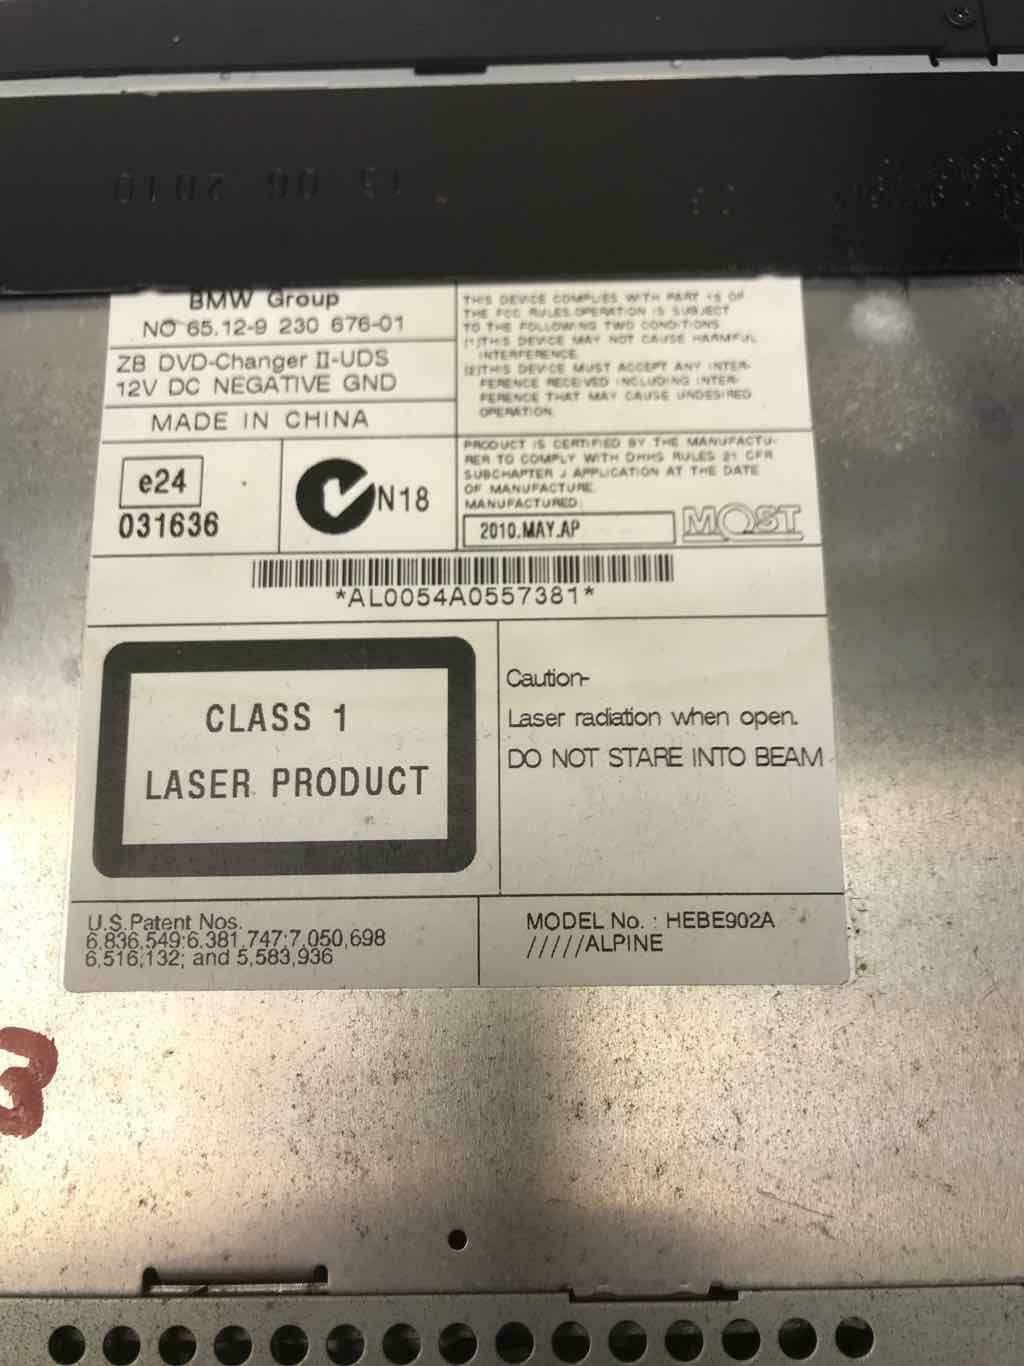 BMW Group
NO 65.12-9 230 676-01
ZB DVD-Changer II-UDS
12V DC NEGATIVE GND
MADE IN CHINA
e24
031636
N18
THIS DEVICE COMPLIES WITH PART 15 OF
THE FCC RULES.OPERATION IS SUBJECT
TO THE FOLLOWING TWO CONDITIONS
(1)THIS DEVICE MAY NOT CAUSE HARMFUL
INTERFERENCE.
(2)THIS DEVICE MUST ACCEPT ANY INTER-
FERENCE RECEIVED INCLUDING INTER-
FERENCE THAT MAY CAUSE UNDESIRED
OPERATION.
PRODUCT IS CERTIFIED BY THE MANUFACTU-
RER TO COMPLY WITH DHHS RULES 21 CFR
SUBCHAPTER J APPLICATION AT THE DATE
OF MANUFACTURE.
MANUFACTURED:
2010.MAY.AP
MOST
*AL0054A0557381*
CLASS 1
LASER PRODUCT
Caution-
Laser radiation when open.
DO NOT STARE INTO BEAM
U.S.Patent Nos.
6,836,549;6,381,747;7,050,698
6,516,132; and 5,583,936
MODEL No. : HEBE902A
/////ALPINE
3